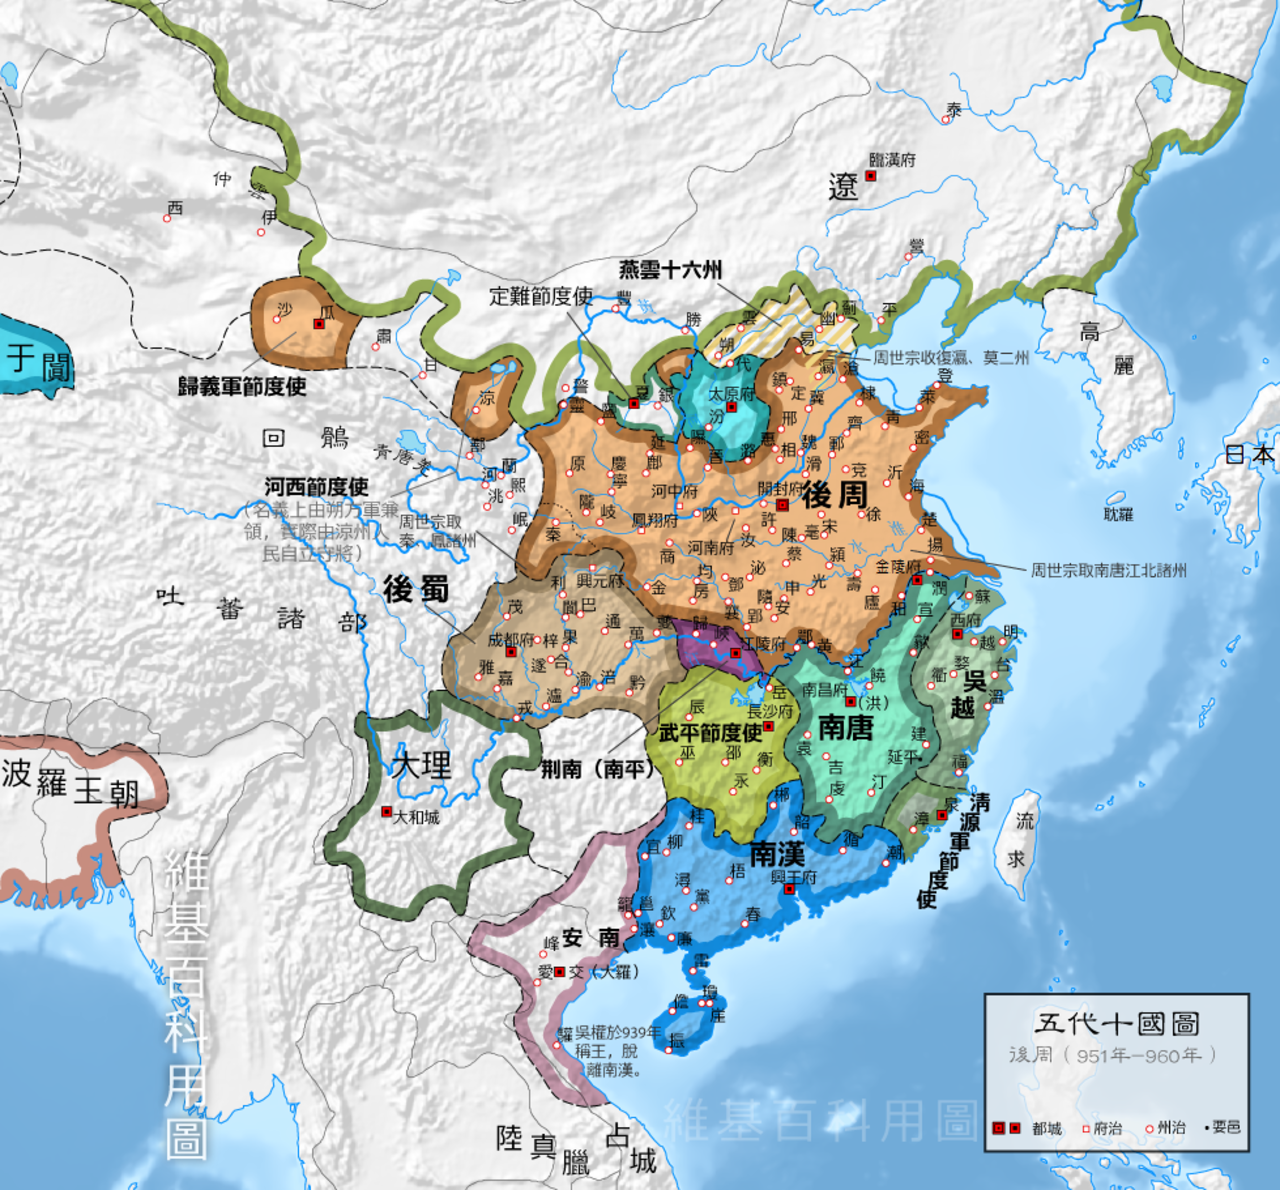 泰
臨潢府
遼
仲雲
西
伊
營
燕雲十六州
定難節度使
豐
勝
雲
幽
薊
平
朔
易
沙
瓜
肅
甘
歸義軍節度使
于闐
高麗
周世宗收復瀛、莫二州
代
瀛
登
萊
棣
青
鎮
定
冀
太原府
汾
邢
齊
密
夏
銀
鹽
警
靈
涼
回鶻
鄯
青唐羌
河西節度使
(名義上由朔方軍兼
領，實際由涼州人
民自立守將)
河
蘭
洮
熙
岷
周世宗取
秦、鳳諸州
原
慶
寧
延
鄜
隰
晉
潞
相
魏
鄆
滑
兗
沂
海
日本
耽羅
隴
岐
鳳翔府
河中府
陝
開封府
後周
許
陳
亳
宋
徐
楚
揚
淮水
秦
河南府
汝
蔡
潁
商
均
房
鄧
泌
申
光
壽
金陵府
周世宗取南唐江北諸州
吐蕃諸部
後蜀
利
興元府
金
襄
隨
安
郢
廬
和
潤
宣
蘇
茂
閬
巴
通
萬
夔
歸
峽
江陵府
鄂
黃
江
歙
西府
越
明
成都府
梓
果
遂
合
雅
嘉
渝
涪
黔
瀘
戎
婺
衢
台
溫
吳越
岳
饒
南昌府
(洪)
南唐
辰
長沙府
武平節度使
巫
邵
衡
永
袁
吉
虔
汀
建
延平
福
大理
大和城
荊南（南平）
波羅王朝
郴
韶
桂
柳
宜
南漢
興王府
循
潮
漳
泉
清源軍節度使
流求
梧
潯
黨
春
邕
欽
廉
瀼
籠
峰
安南
愛
交（大羅）
雷
瓊
儋
崖
振
驩
吳權於939年
稱王，脫
離南漢。
陸真臘
占城
維基百科用圖
維基百科用圖
五代十國圖
後周（951年—960年）
都城
府治
州治
要邑